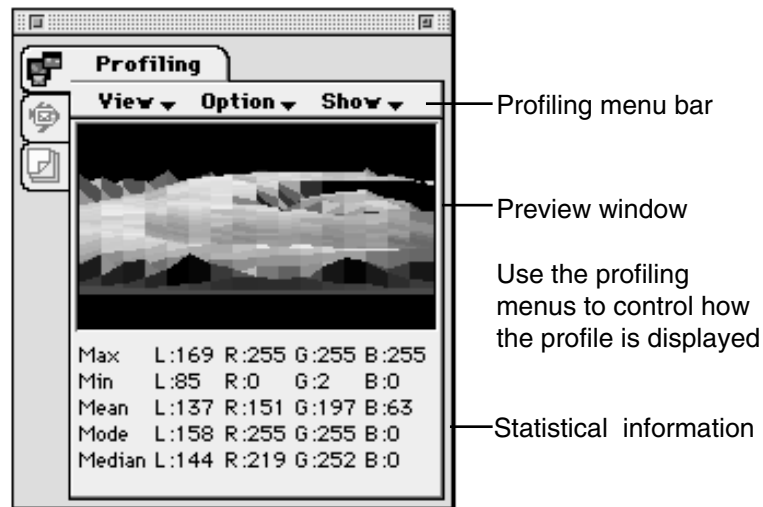 Profiling
View Option Show
Profiling menu bar
Preview window
Use the profiling
menus to control how
the profile is displayed
Max L:169 R:255 G:255 B:255
Min L:85 R:0 G:2 B:0
Mean L:137 R:151 G:197 B:63
Mode L:158 R:255 G:255 B:0
Median L:144 R:219 G:252 B:0
Statistical information